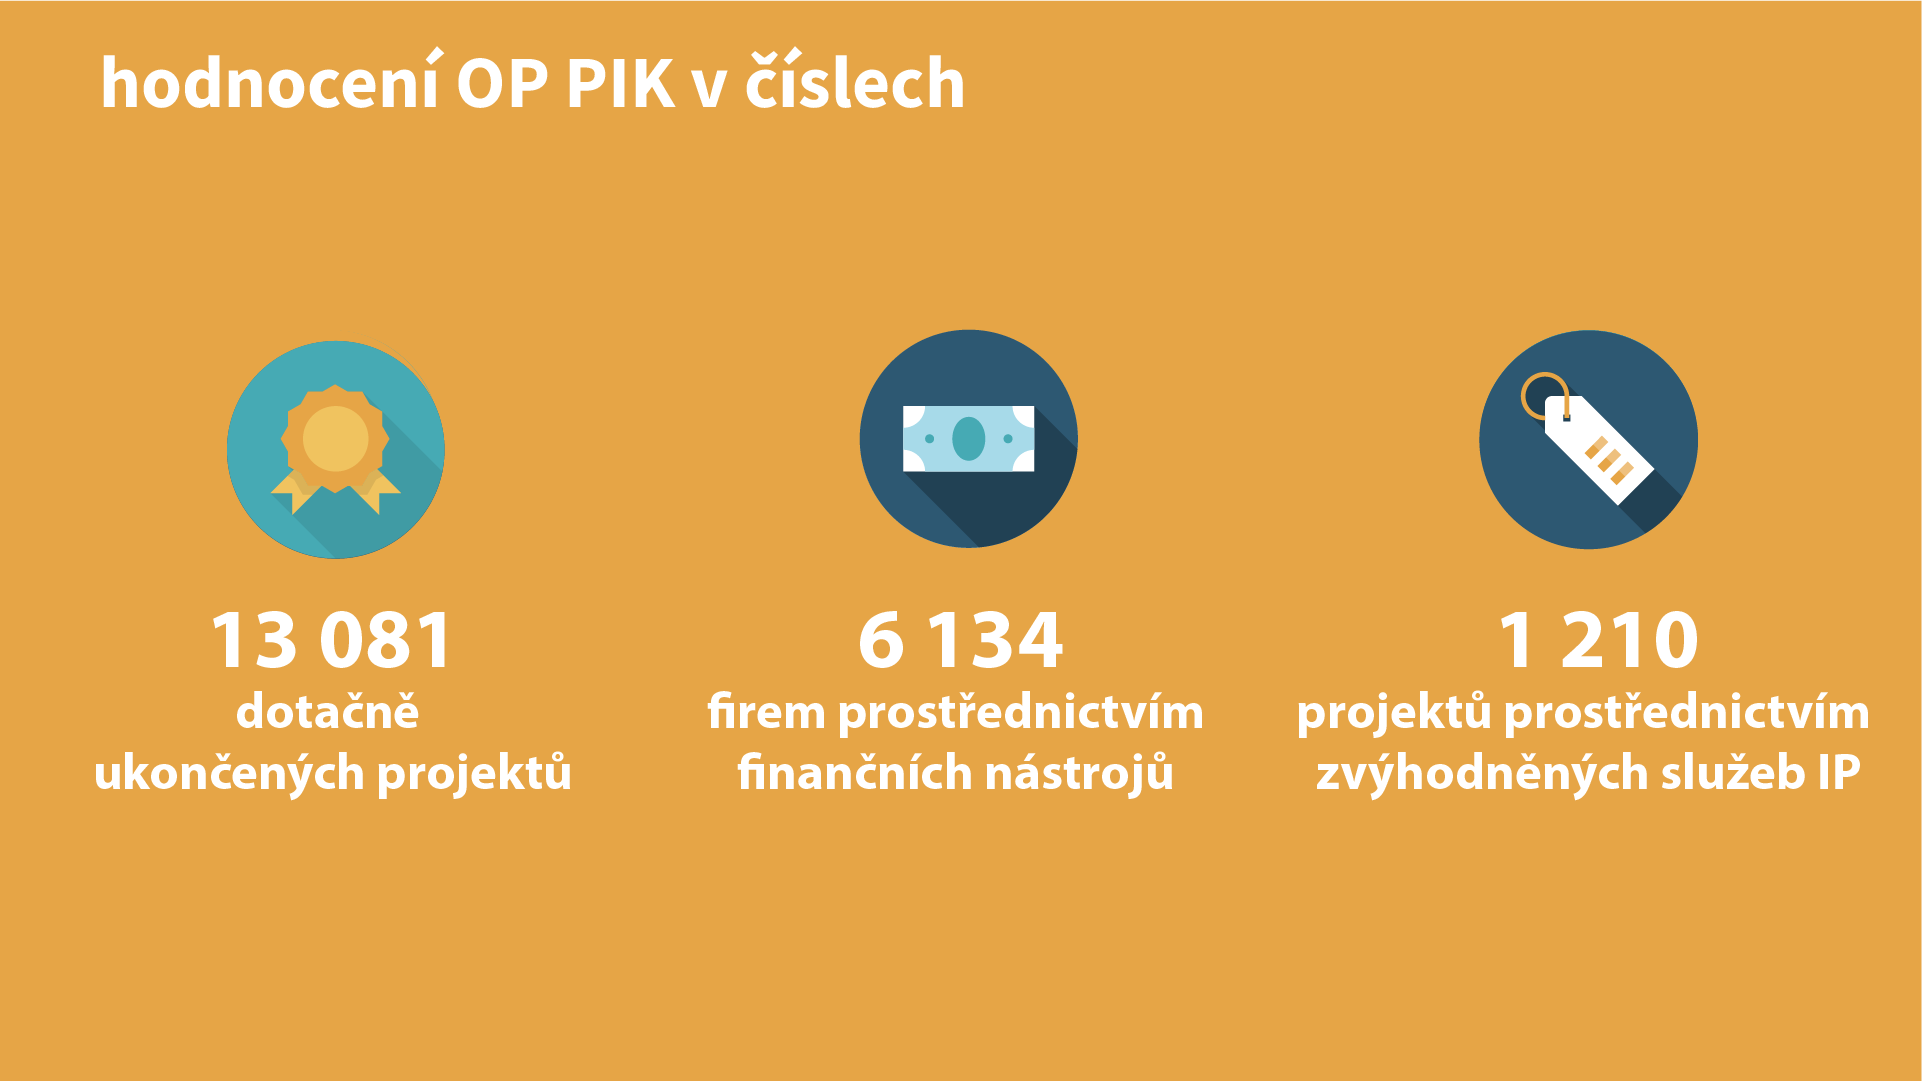 hodnocení OP PIK v číslech
13 081
dotačně
ukončených projektů
6 134
firem prostřednictvím
finančních nástrojů
1 210
projektů prostřednictvím
zvýhodněných služeb IP